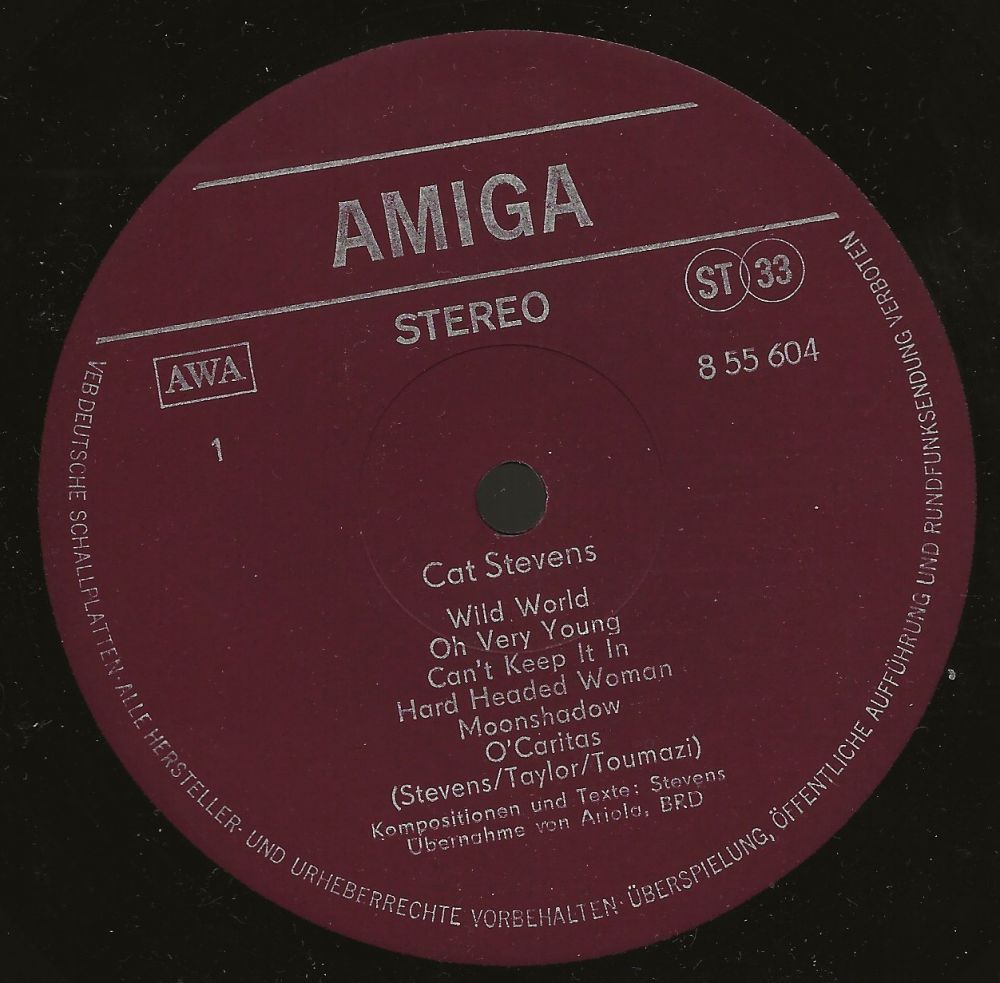 AMIGA
STEREO
ST 33
AWA
8 55 604
1
Cat Stevens
Wild World
Oh Very Young
Can't Keep It In
Hard Headed Woman
Moonshadow
O'Caritas
(Stevens/Taylor/Toumazi)
Kompositionen und Texte: Stevens
Übernahme von Ariola, BRD
VEB DEUTSCHE SCHALLPLATTEN · ALLE HERSTELLER- UND URHEBERRECHTE VORBEHALTEN · ÜBERSPIELUNG, ÖFFENTLICHE AUFFÜHRUNG UND RUNDFUNKSENDUNG VERBOTEN